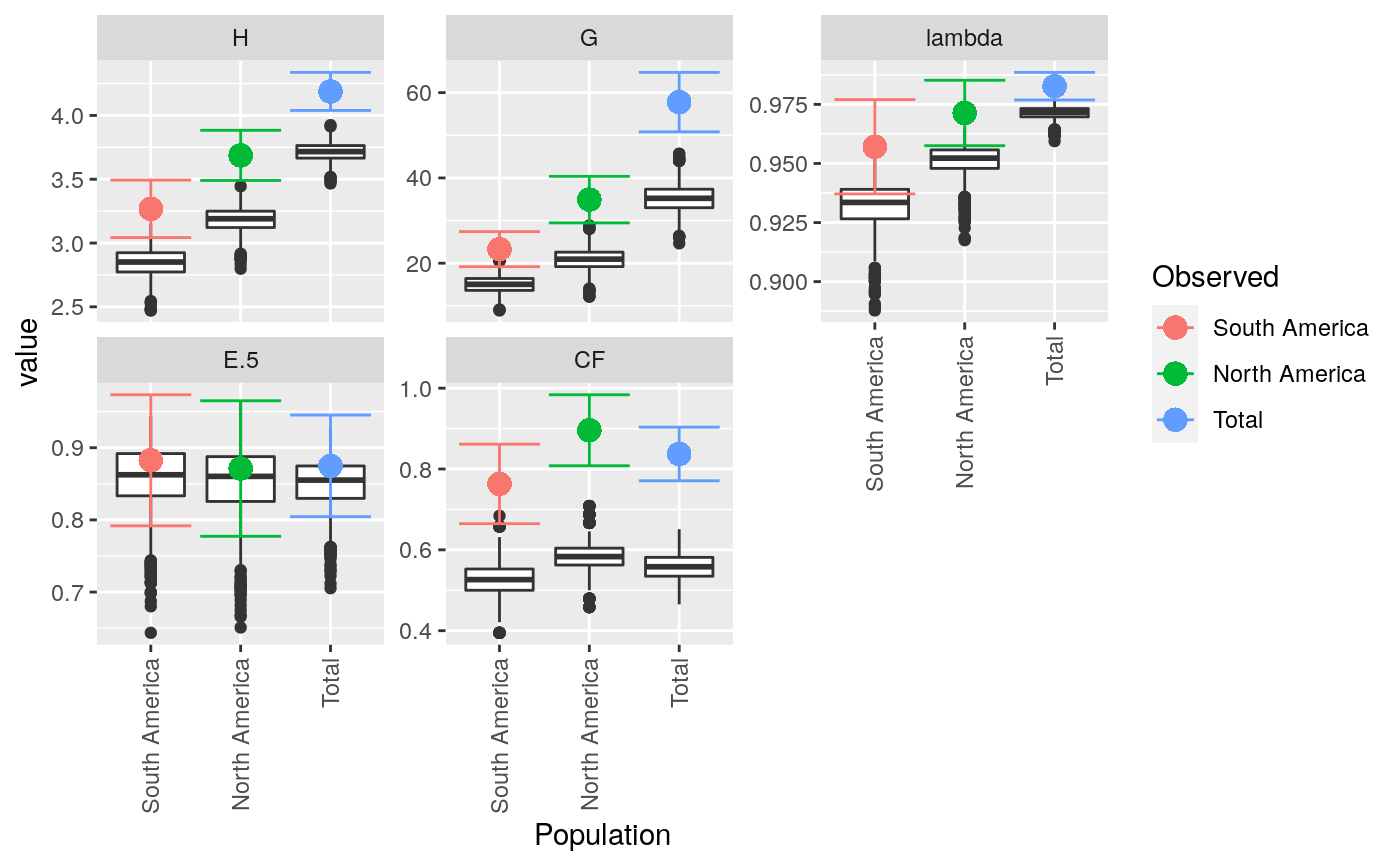 H
G
lambda
4.0
3.5
3.0
2.5
60
40
20
0.975
0.950
0.925
0.900
South America
North America
Total
E.5
CF
0.9
0.8
0.7
1.0
0.8
0.6
0.4
South America
North America
Total
South America
North America
Total
value
Population
Observed
South America
North America
Total